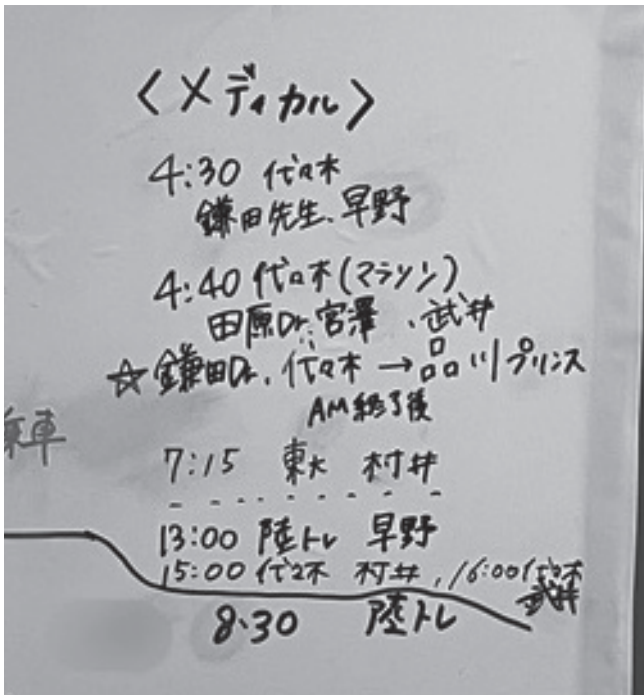 〈メディカル〉
4:30 代々木
鎌田先生、早野
4:40 代々木(マラソン)
田原Dr. 宮澤、武井
☆鎌田Dr. 代々木→品川プリンス
AM終了後
乗車
7:15 東大 村井
13:00 陸トレ 早野
15:00 代々木 村井, 16:00代々木
武井
8:30 陸トレ